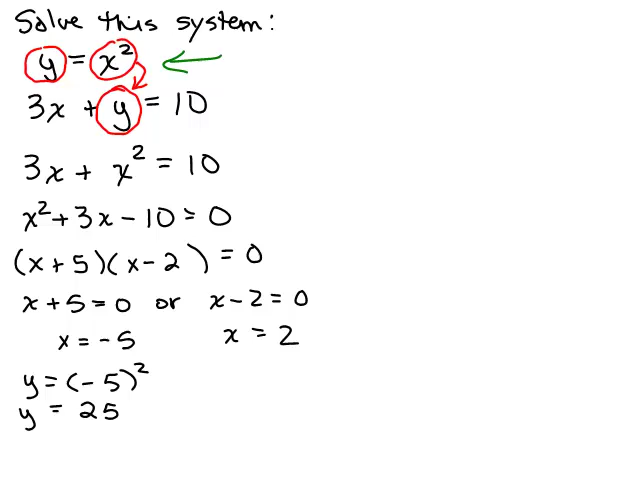 Solve this system:
y = x²
3x + y = 10
3x + x² = 10
x² + 3x - 10 = 0
(x + 5)(x - 2) = 0
x + 5 = 0 or x - 2 = 0
x = -5 x = 2
y = (-5)²
y = 25